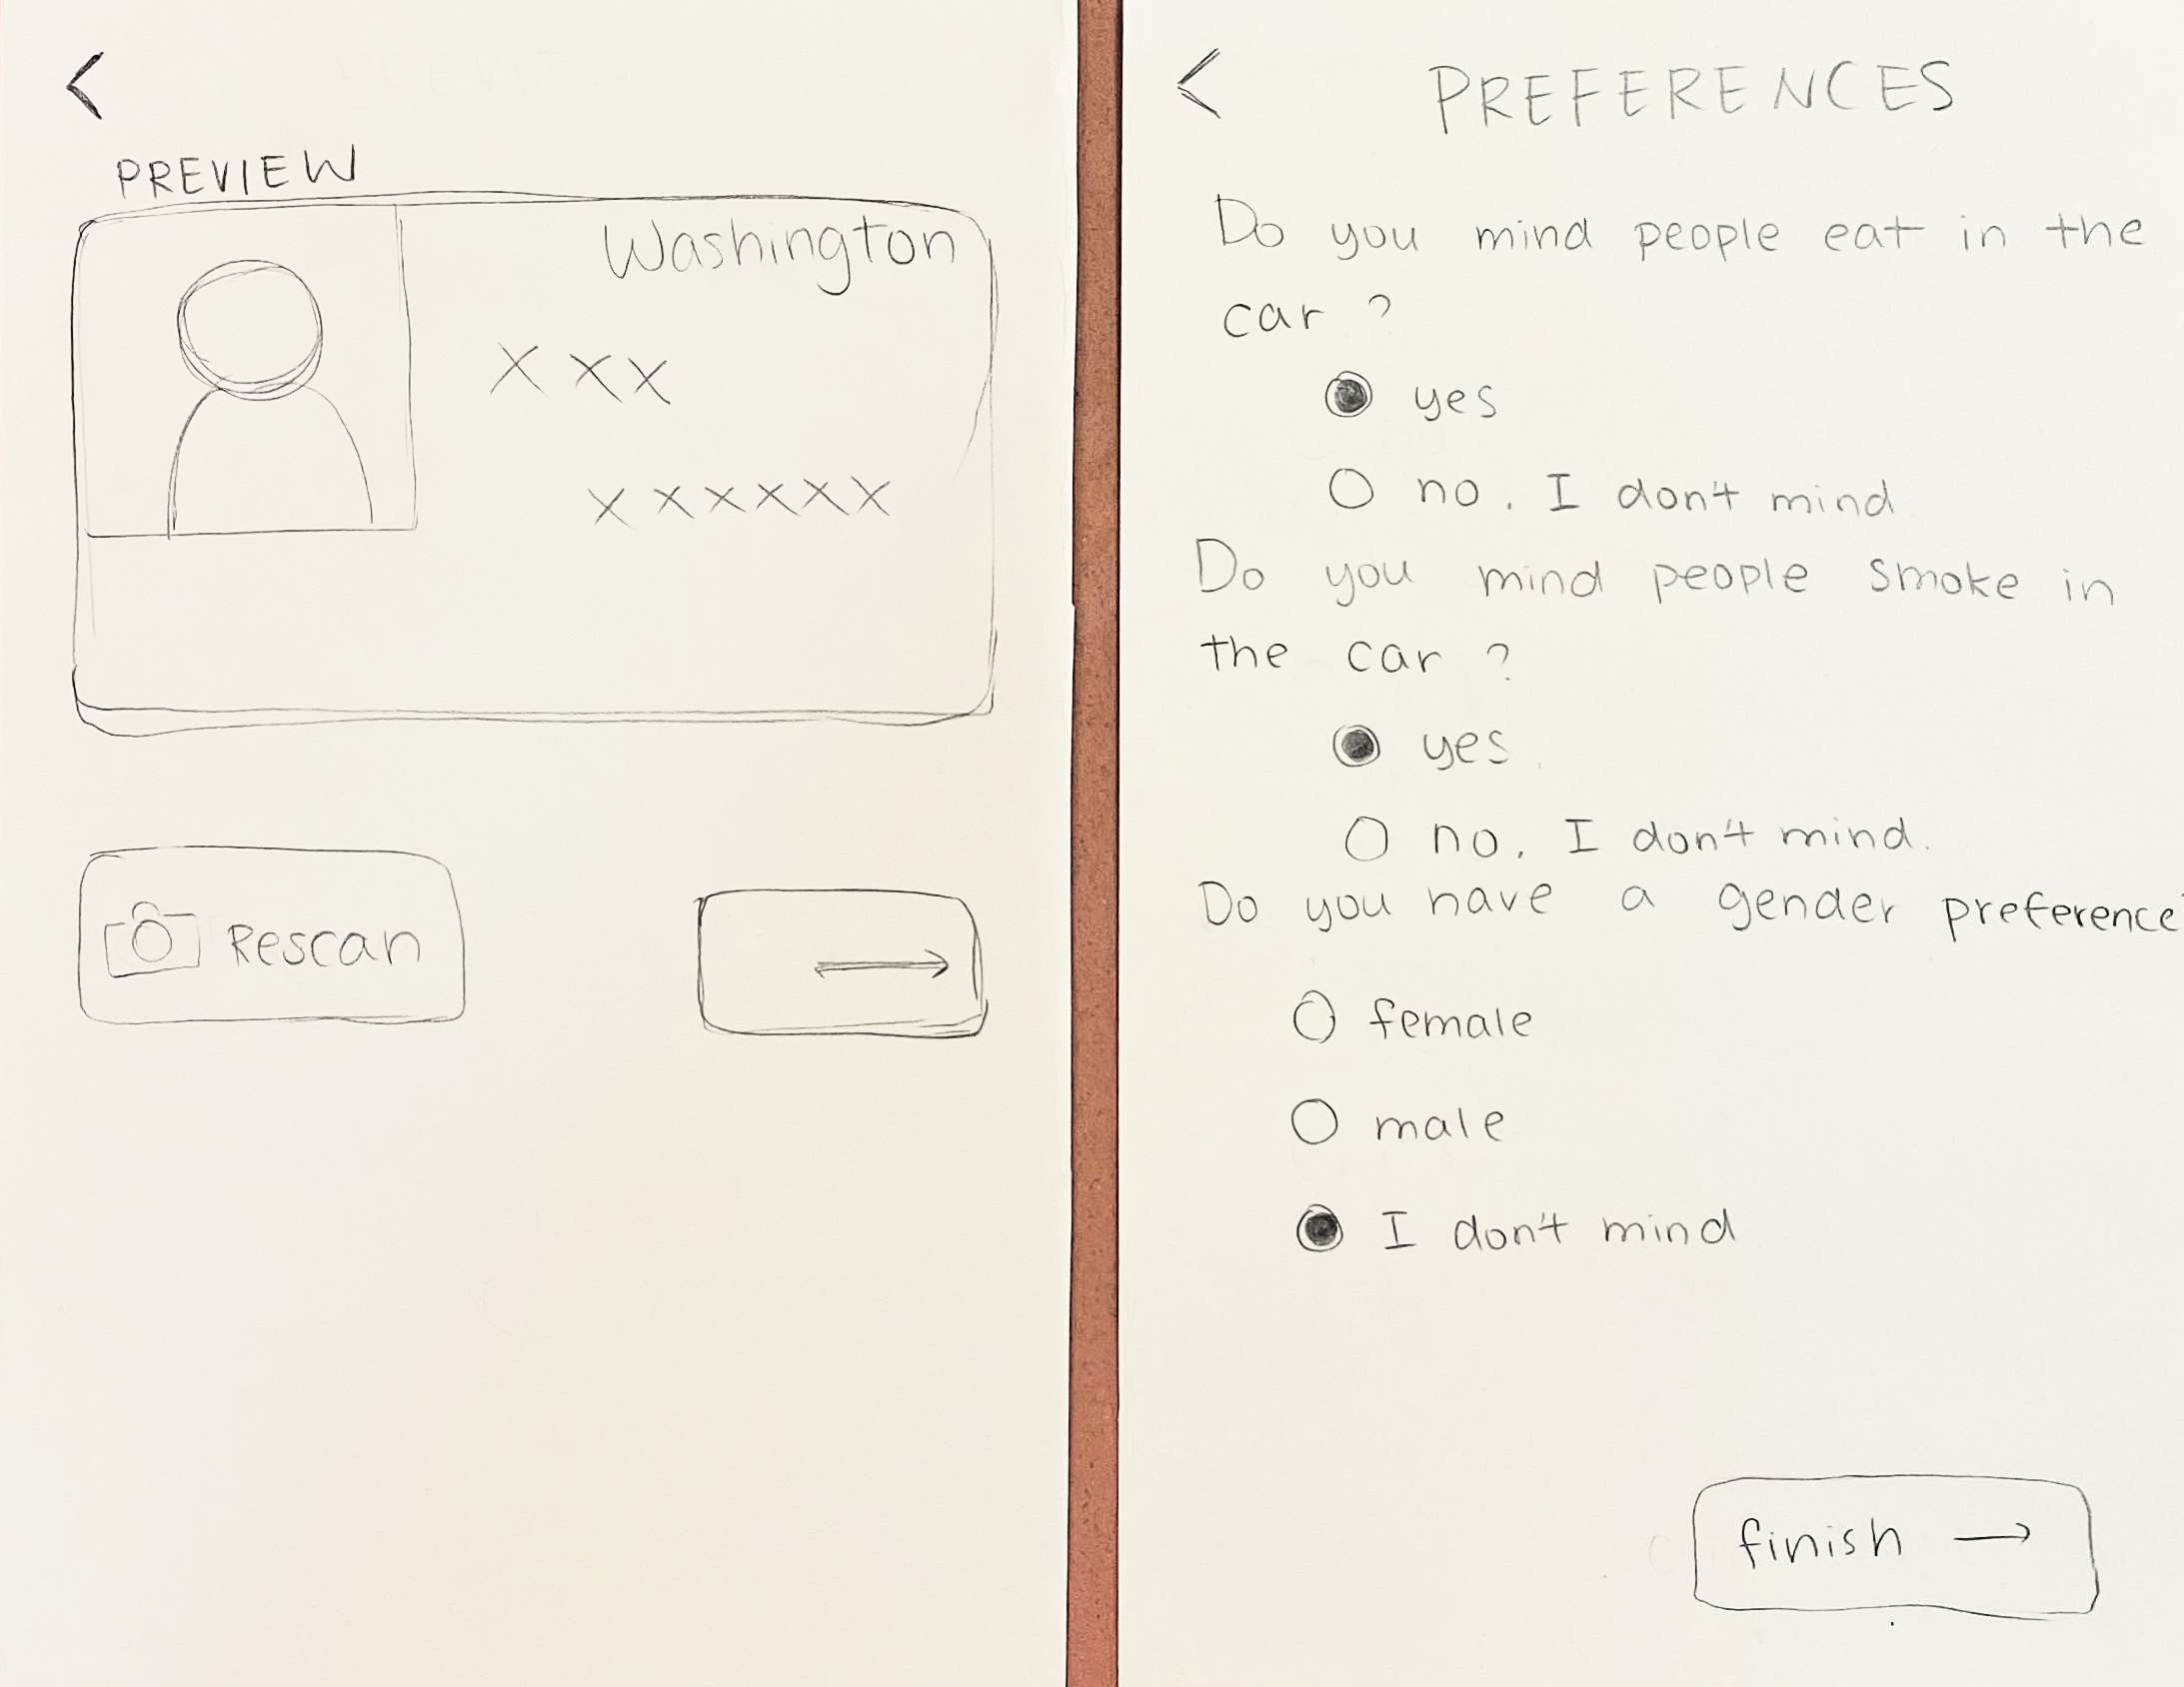 <
PREVIEW
Washington
XXX
XXXXXX
Rescan
<
PREFERENCES
Do you mind people eat in the
car ?
yes
no. I don't mind
Do you mind people smoke in
the car ?
yes
no. I don't mind.
Do you have a gender preference
female
male
I don't mind
finish →